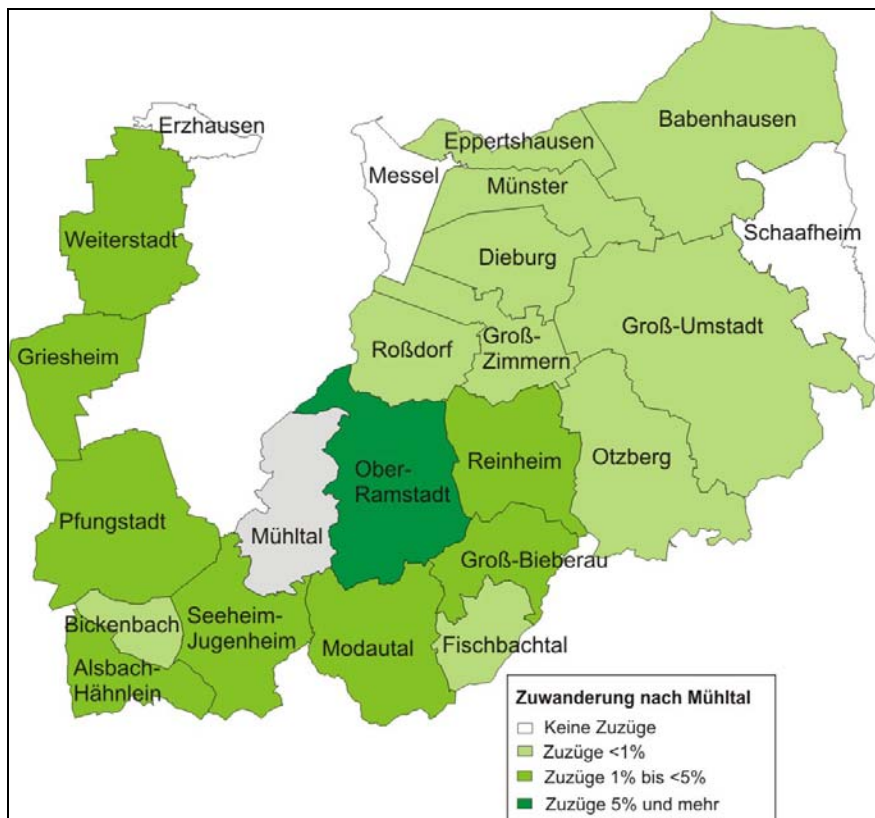 Erzhausen
Babenhausen
Eppertshausen
Messel
Münster
Schaafheim
Weiterstadt
Dieburg
Groß-Umstadt
Griesheim
Roßdorf
Groß-
Zimmern
Otzberg
Reinheim
Ober-
Ramstadt
Pfungstadt
Mühltal
Groß-Bieberau
Bickenbach
Seeheim-
Jugenheim
Modautal
Fischbachtal
Alsbach-
Hähnlein
Zuwanderung nach Mühltal
Keine Zuzüge
Zuzüge <1%
Zuzüge 1% bis <5%
Zuzüge 5% und mehr